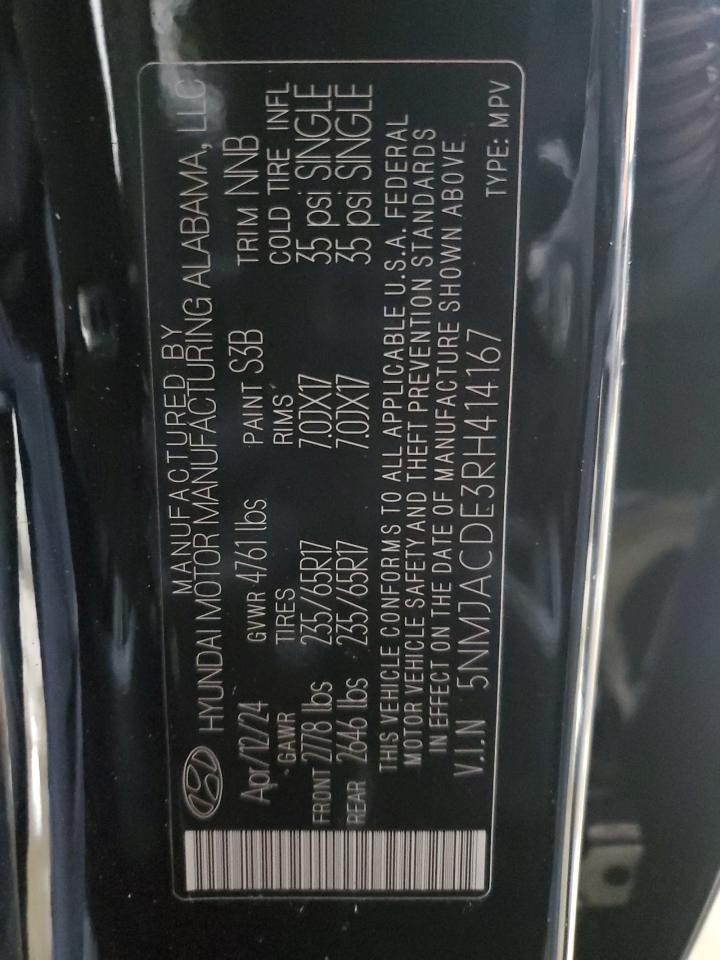 MANUFACTURED BY
HYUNDAI MOTOR MANUFACTURING ALABAMA, LLC
Apr/12/24 GVWR 4761 lbs PAINT S3B TRIM NNB
GAWR TIRES RIMS COLD TIRE INFL
FRONT 2778 lbs 235/65R17 7.0JX17 35 psi SINGLE
REAR 2646 lbs 235/65R17 7.0JX17 35 psi SINGLE
THIS VEHICLE CONFORMS TO ALL APPLICABLE U.S.A. FEDERAL
MOTOR VEHICLE SAFETY AND THEFT PREVENTION STANDARDS
IN EFFECT ON THE DATE OF MANUFACTURE SHOWN ABOVE
V.I.N 5NMJACDE3RH414167 TYPE: MPV